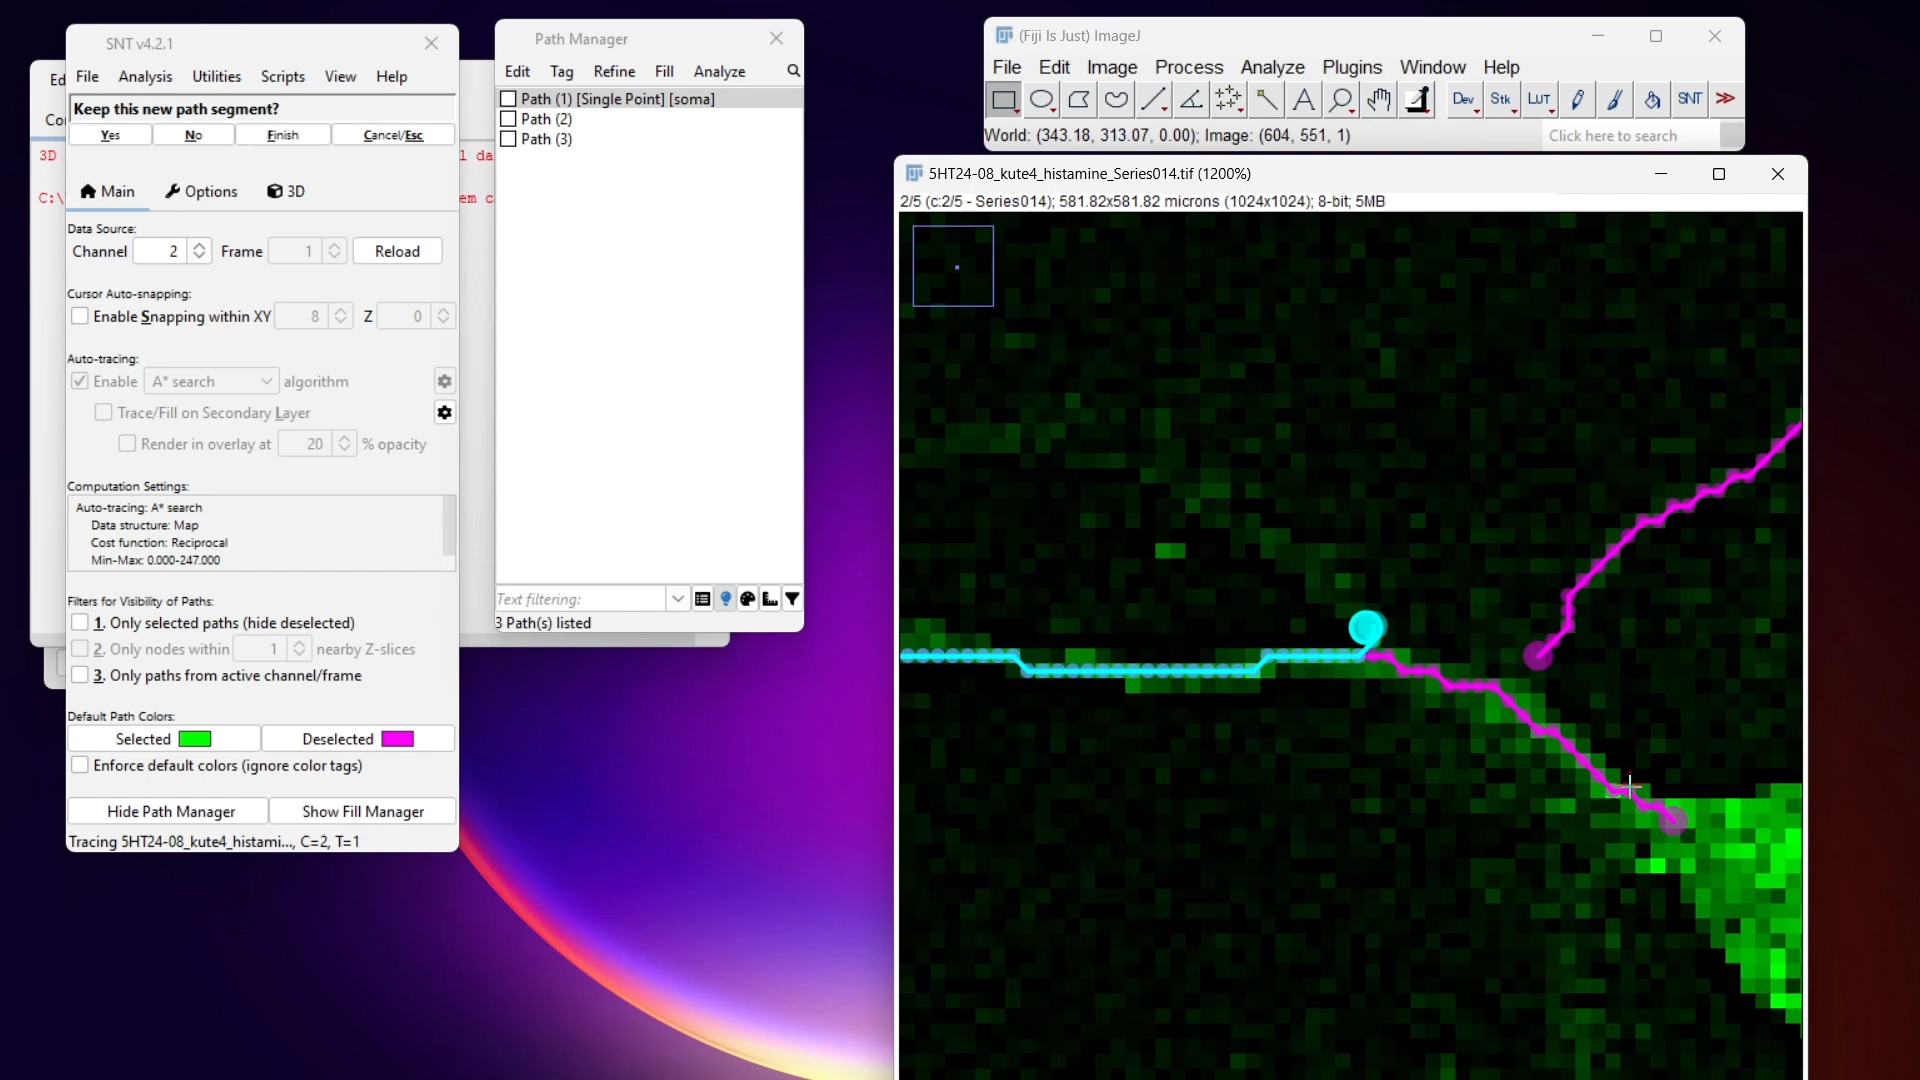 SNT v4.2.1
File Analysis Utilities Scripts View Help
Keep this new path segment?
Yes No Finish Cancel/Esc
Main Options 3D
Data Source:
Channel 2 Frame 1 Reload
Cursor Auto-snapping:
Enable Snapping within XY 8 Z 0
Auto-tracing:
Enable A* search algorithm
Trace/Fill on Secondary Layer
Render in overlay at 20 % opacity
Computation Settings:
Auto-tracing: A* search
Data structure: Map
Cost function: Reciprocal
Min-Max: 0.000-247.000
Filters for Visibility of Paths:
1. Only selected paths (hide deselected)
2. Only nodes within 1 nearby Z-slices
3. Only paths from active channel/frame
Default Path Colors:
Selected Deselected
Enforce default colors (ignore color tags)
Hide Path Manager Show Fill Manager
Tracing 5HT24-08_kute4_histami..., C=2, T=1
Ed
Co
3D
l da
C:\
em c
Path Manager
Edit Tag Refine Fill Analyze
Path (1) [Single Point] [soma]
Path (2)
Path (3)
Text filtering:
3 Path(s) listed
(Fiji Is Just) ImageJ
File Edit Image Process Analyze Plugins Window Help
Dev Stk LUT SNT >>
World: (343.18, 313.07, 0.00); Image: (604, 551, 1)
Click here to search
5HT24-08_kute4_histamine_Series014.tif (1200%)
2/5 (c:2/5 - Series014); 581.82x581.82 microns (1024x1024); 8-bit; 5MB